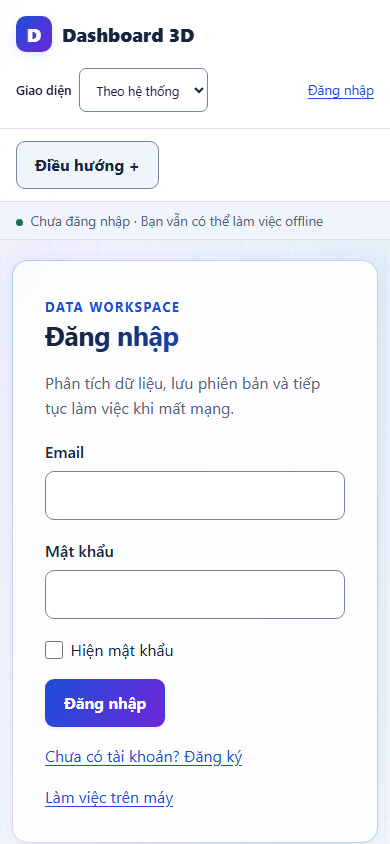 D Dashboard 3D
Giao diện Theo hệ thống Đăng nhập
Điều hướng +
Chưa đăng nhập · Bạn vẫn có thể làm việc offline
DATA WORKSPACE
Đăng nhập
Phân tích dữ liệu, lưu phiên bản và tiếp
tục làm việc khi mất mạng.
Email
Mật khẩu
Hiện mật khẩu
Đăng nhập
Chưa có tài khoản? Đăng ký
Làm việc trên máy